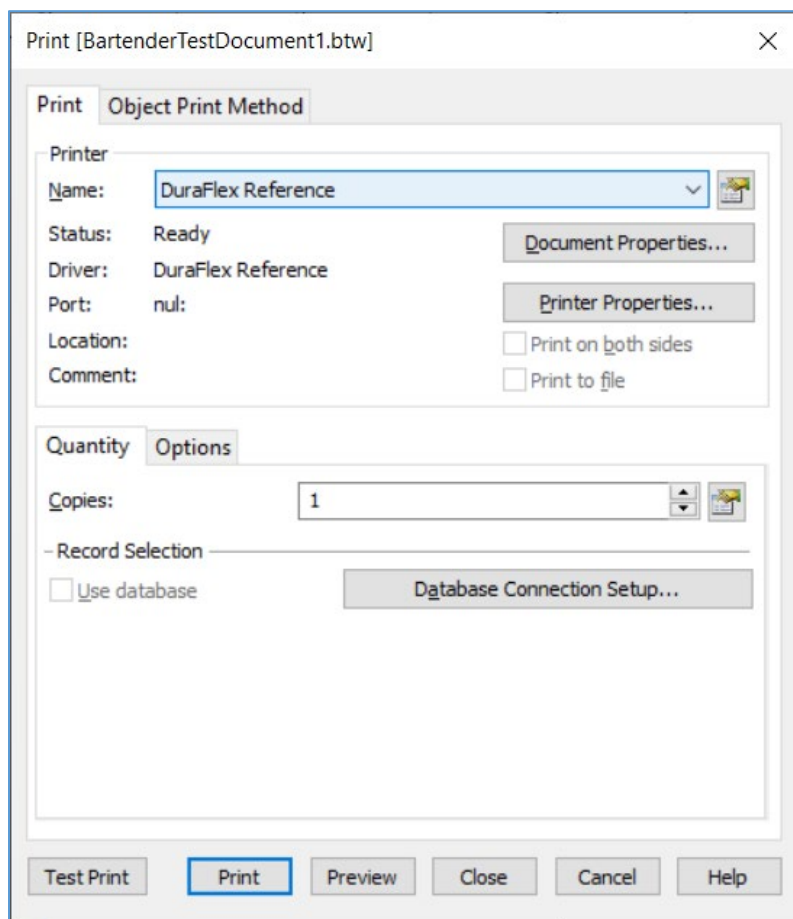 Print [BartenderTestDocument1.btw]
Print Object Print Method
Printer
Name: DuraFlex Reference
Status: Ready
Document Properties...
Driver: DuraFlex Reference
Port: nul:
Printer Properties...
Location:
Print on both sides
Comment:
Print to file
Quantity Options
Copies: 1
Record Selection
Use database
Database Connection Setup...
Test Print Print Preview Close Cancel Help